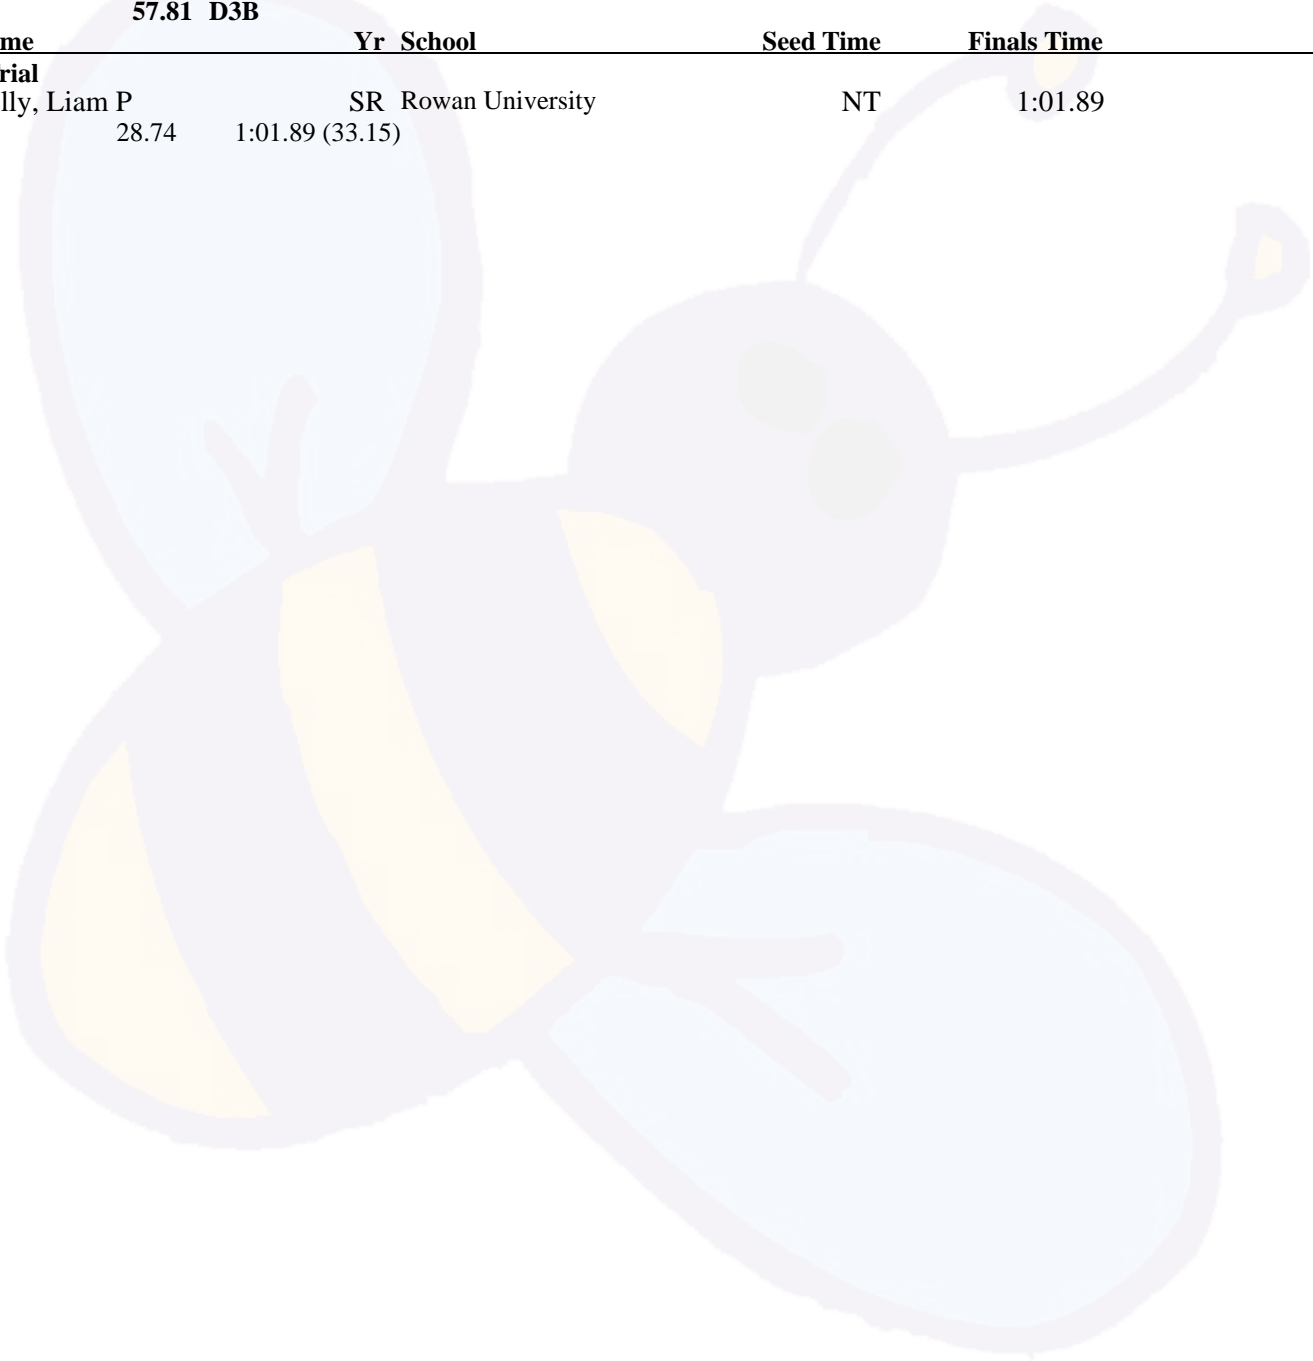 57.81 D3B
me Yr School Seed Time Finals Time
rial
lly, Liam P SR Rowan University NT 1:01.89
28.74 1:01.89 (33.15)